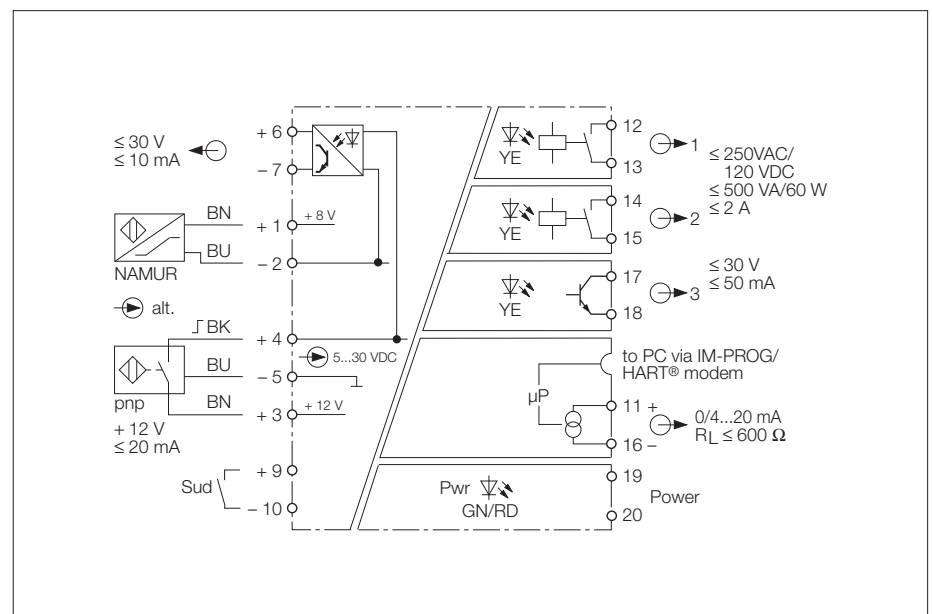 ≤ 30 V
≤ 10 mA
+ 6
– 7
BN
+ 1
+ 8 V
BU
– 2
NAMUR
alt.
BK
+ 4
5...30 VDC
BU
– 5
BN
+ 3
+ 12 V
pnp
+ 12 V
≤ 20 mA
Sud
+ 9
– 10
YE
12
13
1
≤ 250VAC/
120 VDC
≤ 500 VA/60 W
≤ 2 A
YE
14
15
2
YE
17
18
3
≤ 30 V
≤ 50 mA
to PC via IM-PROG/
HART® modem
µP
11 +
16 –
0/4...20 mA
RL ≤ 600 Ω
Pwr
GN/RD
19
Power
20